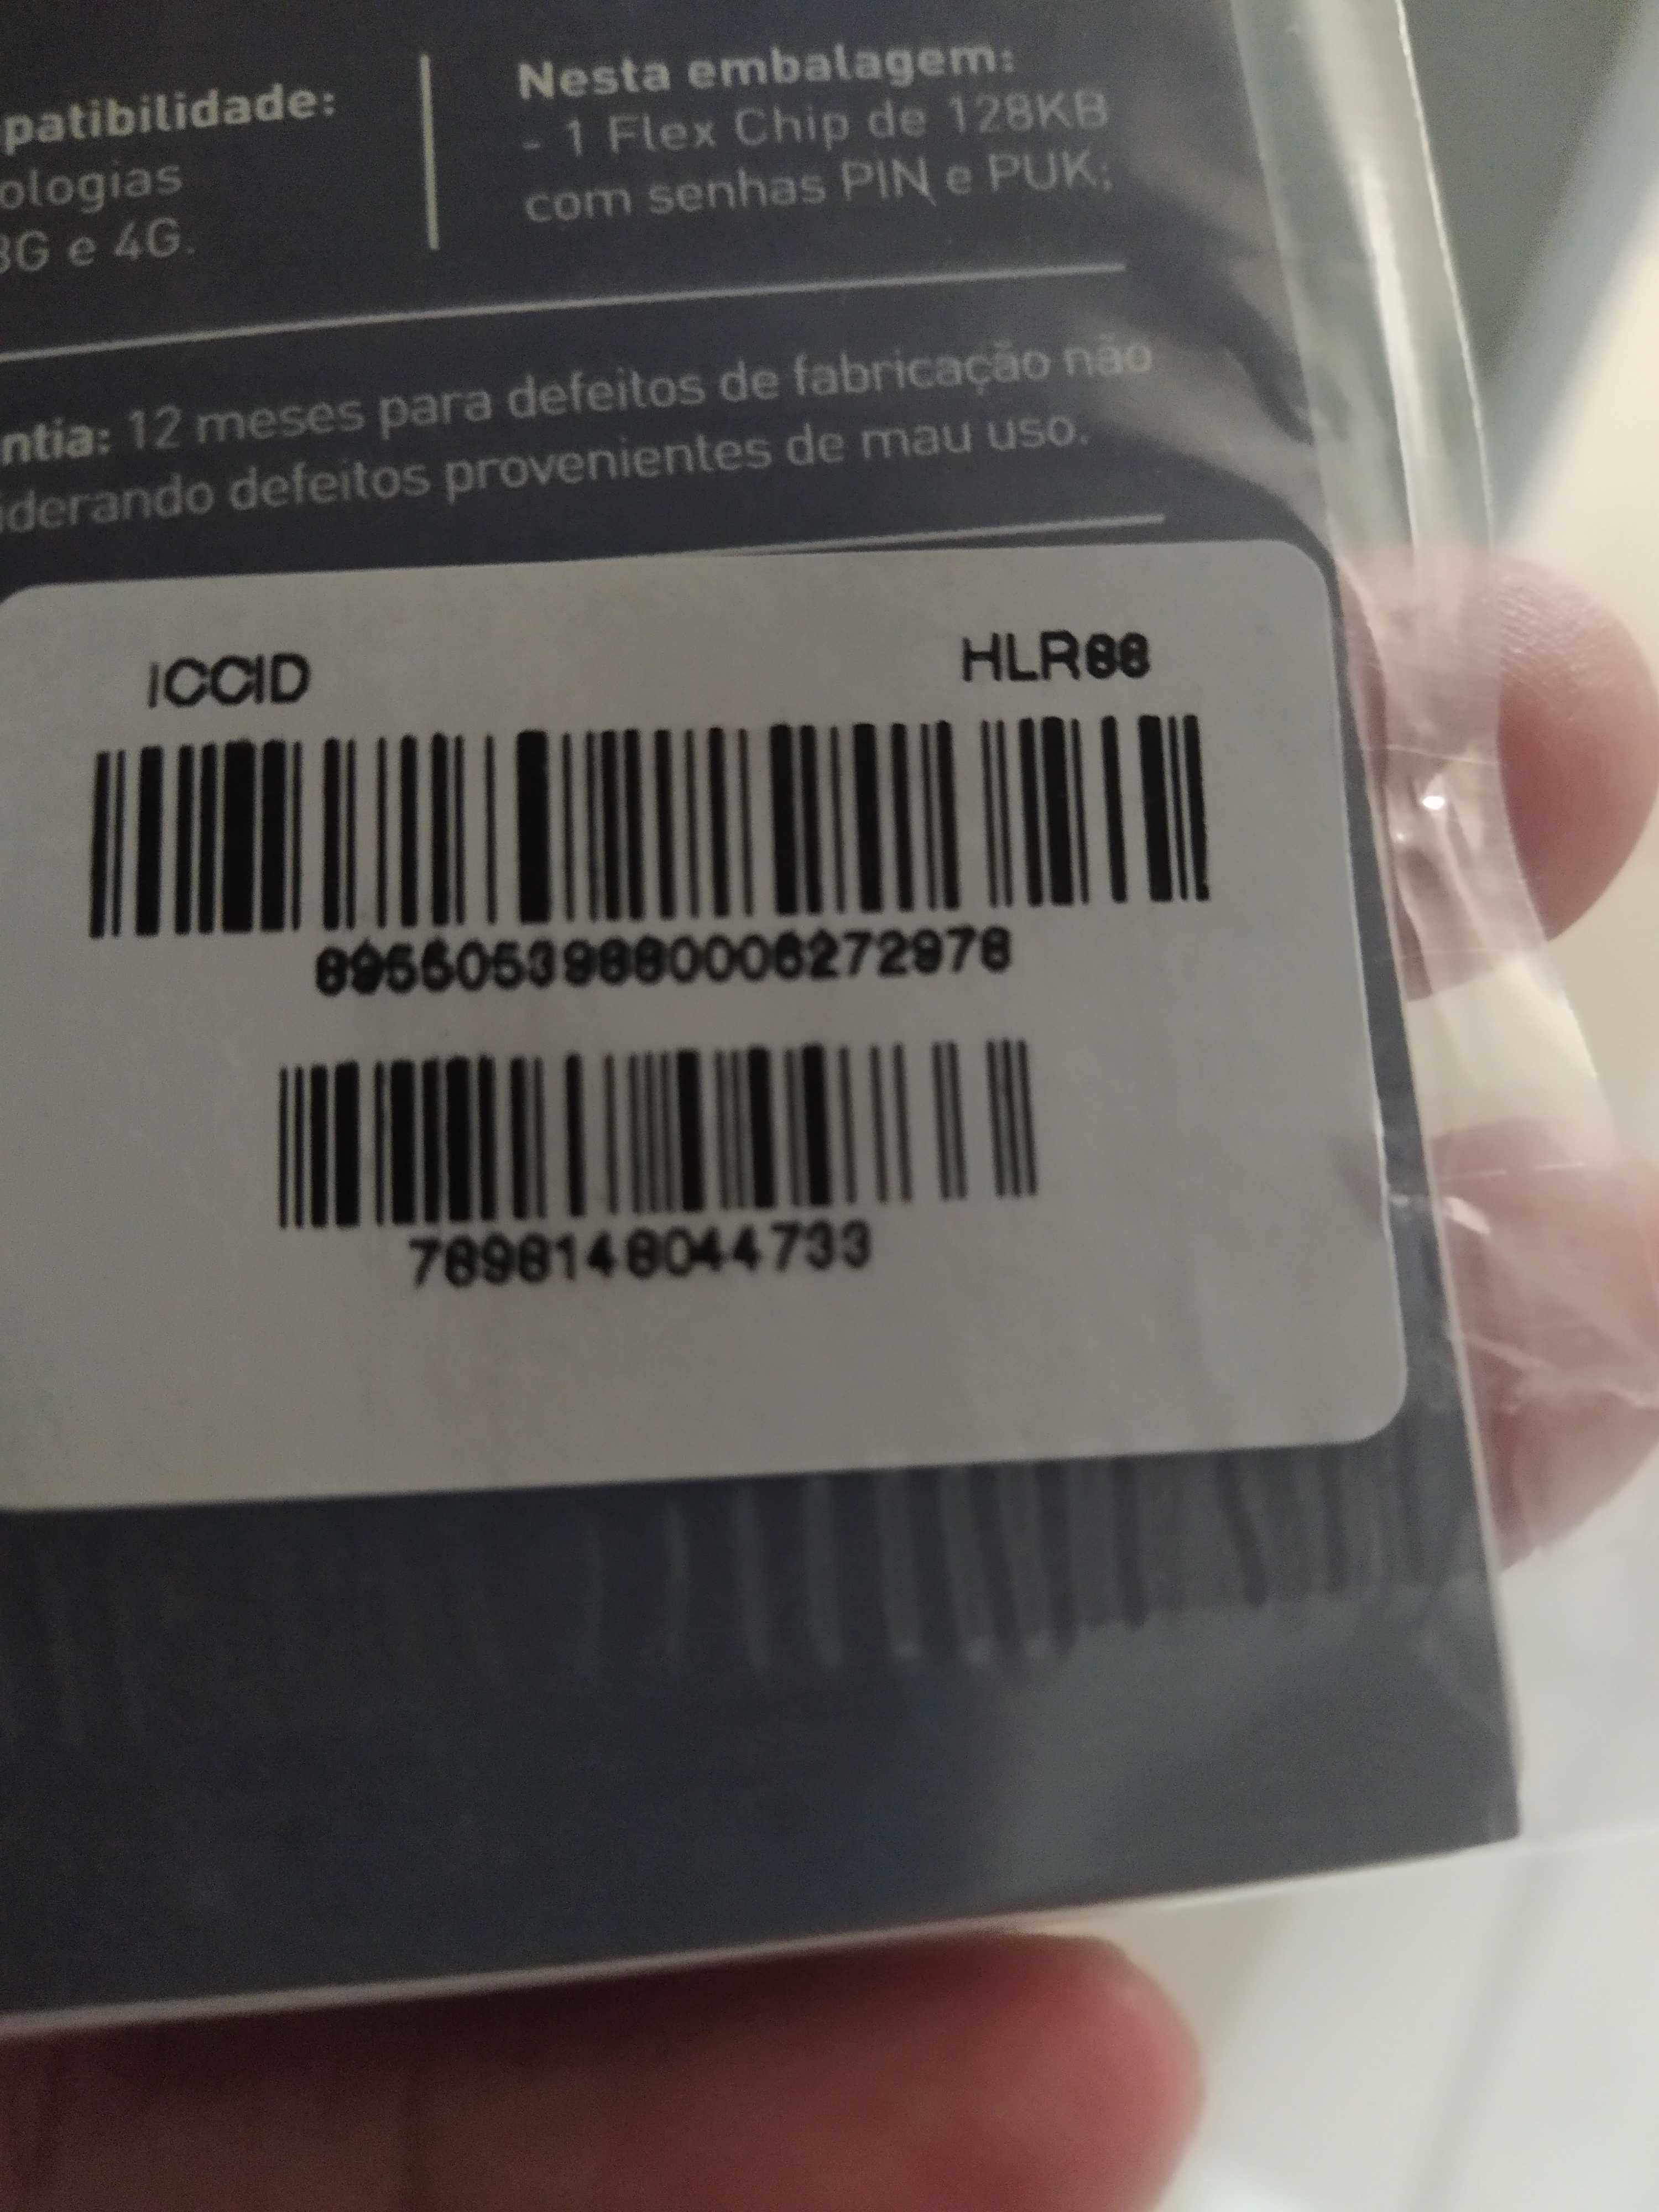 patibilidade:
ologias
3G e 4G.
Nesta embalagem:
- 1 Flex Chip de 128KB
com senhas PIN e PUK;
ntia: 12 meses para defeitos de fabricação não
iderando defeitos provenientes de mau uso.
ICCID HLR88
89550539880006272978
7898148044733